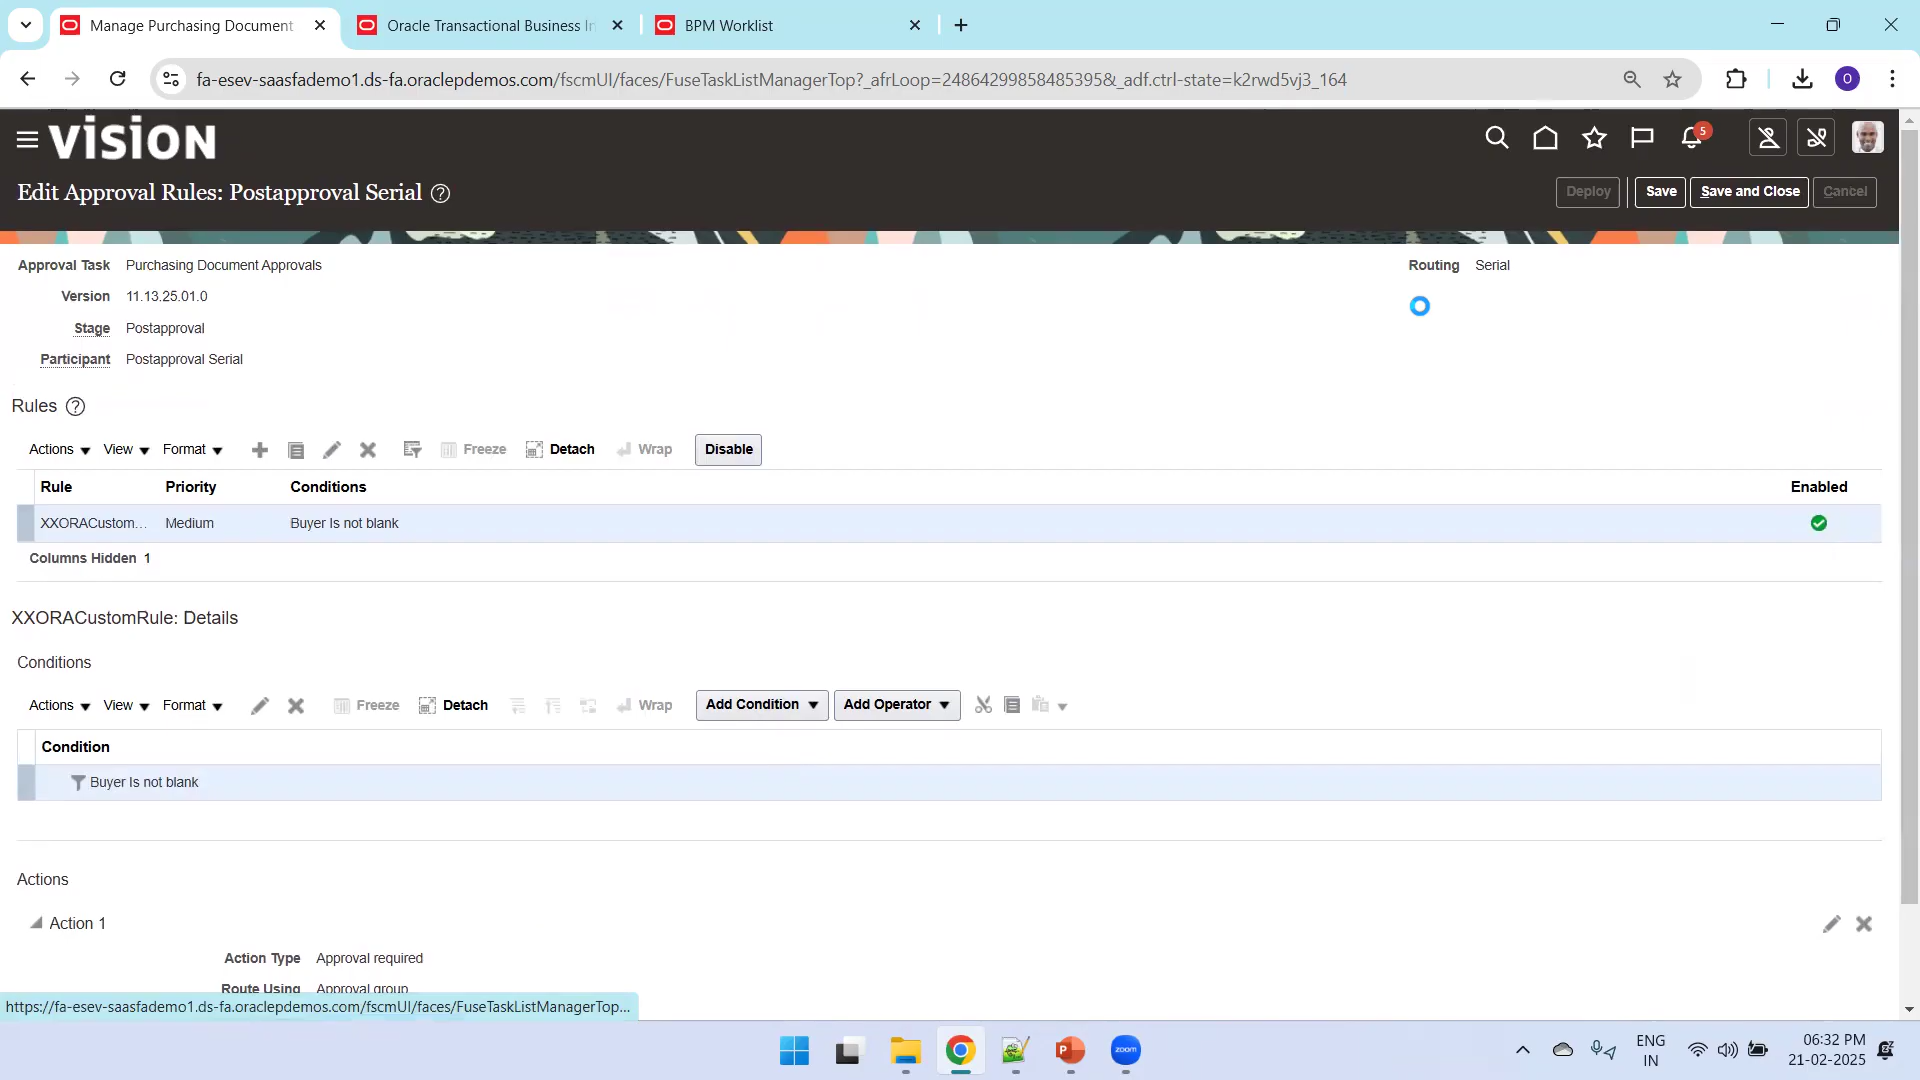 Manage Purchasing Document
Oracle Transactional Business In
BPM Worklist
fa-esev-saasfademo1.ds-fa.oraclepdemos.com/fscmUI/faces/FuseTaskListManagerTop?_afrLoop=24864299858485395&_adf.ctrl-state=k2rwd5vj3_164
O
VISION
5
Edit Approval Rules: Postapproval Serial
Deploy Save Save and Close Cancel
Approval Task Purchasing Document Approvals
Routing Serial
Version 11.13.25.01.0
Stage Postapproval
Participant Postapproval Serial
Rules
Actions View Format Freeze Detach Wrap Disable
Rule Priority Conditions Enabled
XXORACustom... Medium Buyer Is not blank
Columns Hidden 1
XXORACustomRule: Details
Conditions
Actions View Format Freeze Detach Wrap Add Condition Add Operator
Condition
Buyer Is not blank
Actions
Action 1
Action Type Approval required
Route Using Approval group
https://fa-esev-saasfademo1.ds-fa.oraclepdemos.com/fscmUI/faces/FuseTaskListManagerTop...
zoom
ENG
IN
06:32 PM
21-02-2025